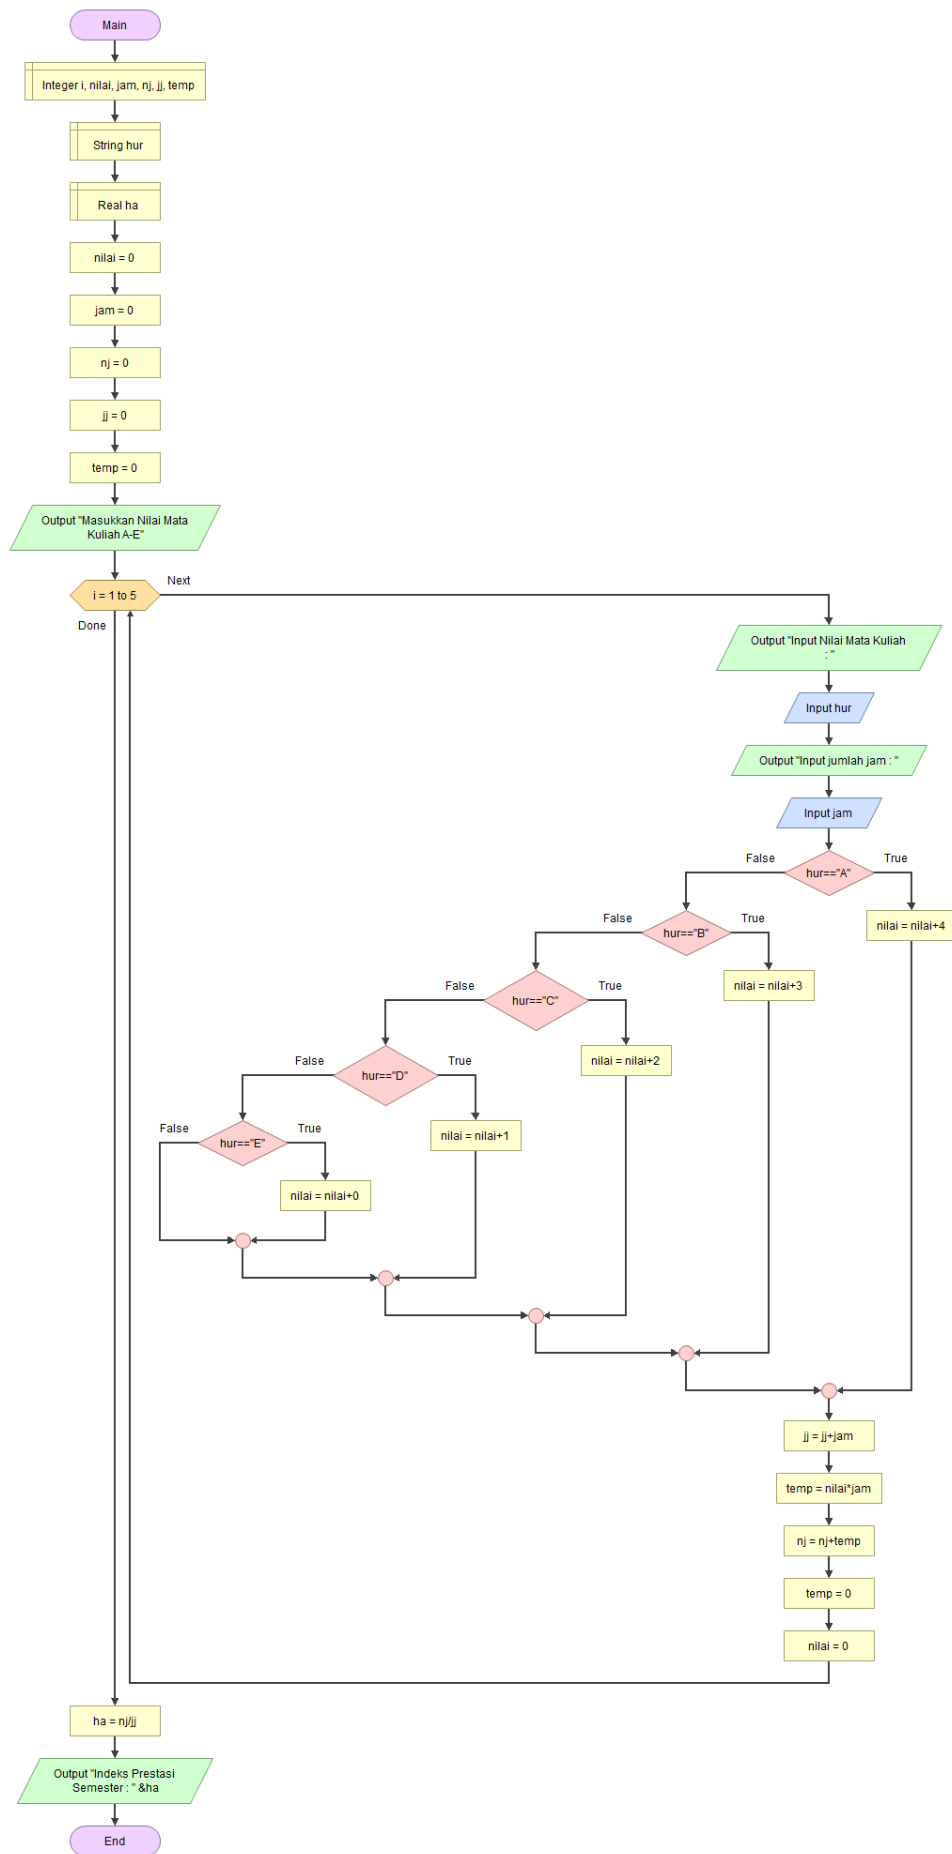 Main
Integer i, nilai, jam, nj, jj, temp
String hur
Real ha
nilai = 0
jam = 0
nj = 0
jj = 0
temp = 0
Output "Masukkan Nilai Mata
Kuliah A-E"
i = 1 to 5
Next
Done
Output "Input Nilai Mata Kuliah
: "
Input hur
Output "Input jumlah jam : "
Input jam
False
True
hur=="A"
nilai = nilai+4
False
True
hur=="B"
nilai = nilai+3
False
True
hur=="C"
nilai = nilai+2
False
True
hur=="D"
nilai = nilai+1
False
True
hur=="E"
nilai = nilai+0
jj = jj+jam
temp = nilai*jam
nj = nj+temp
temp = 0
nilai = 0
ha = nj/jj
Output "Indeks Prestasi
Semester : " &ha
End